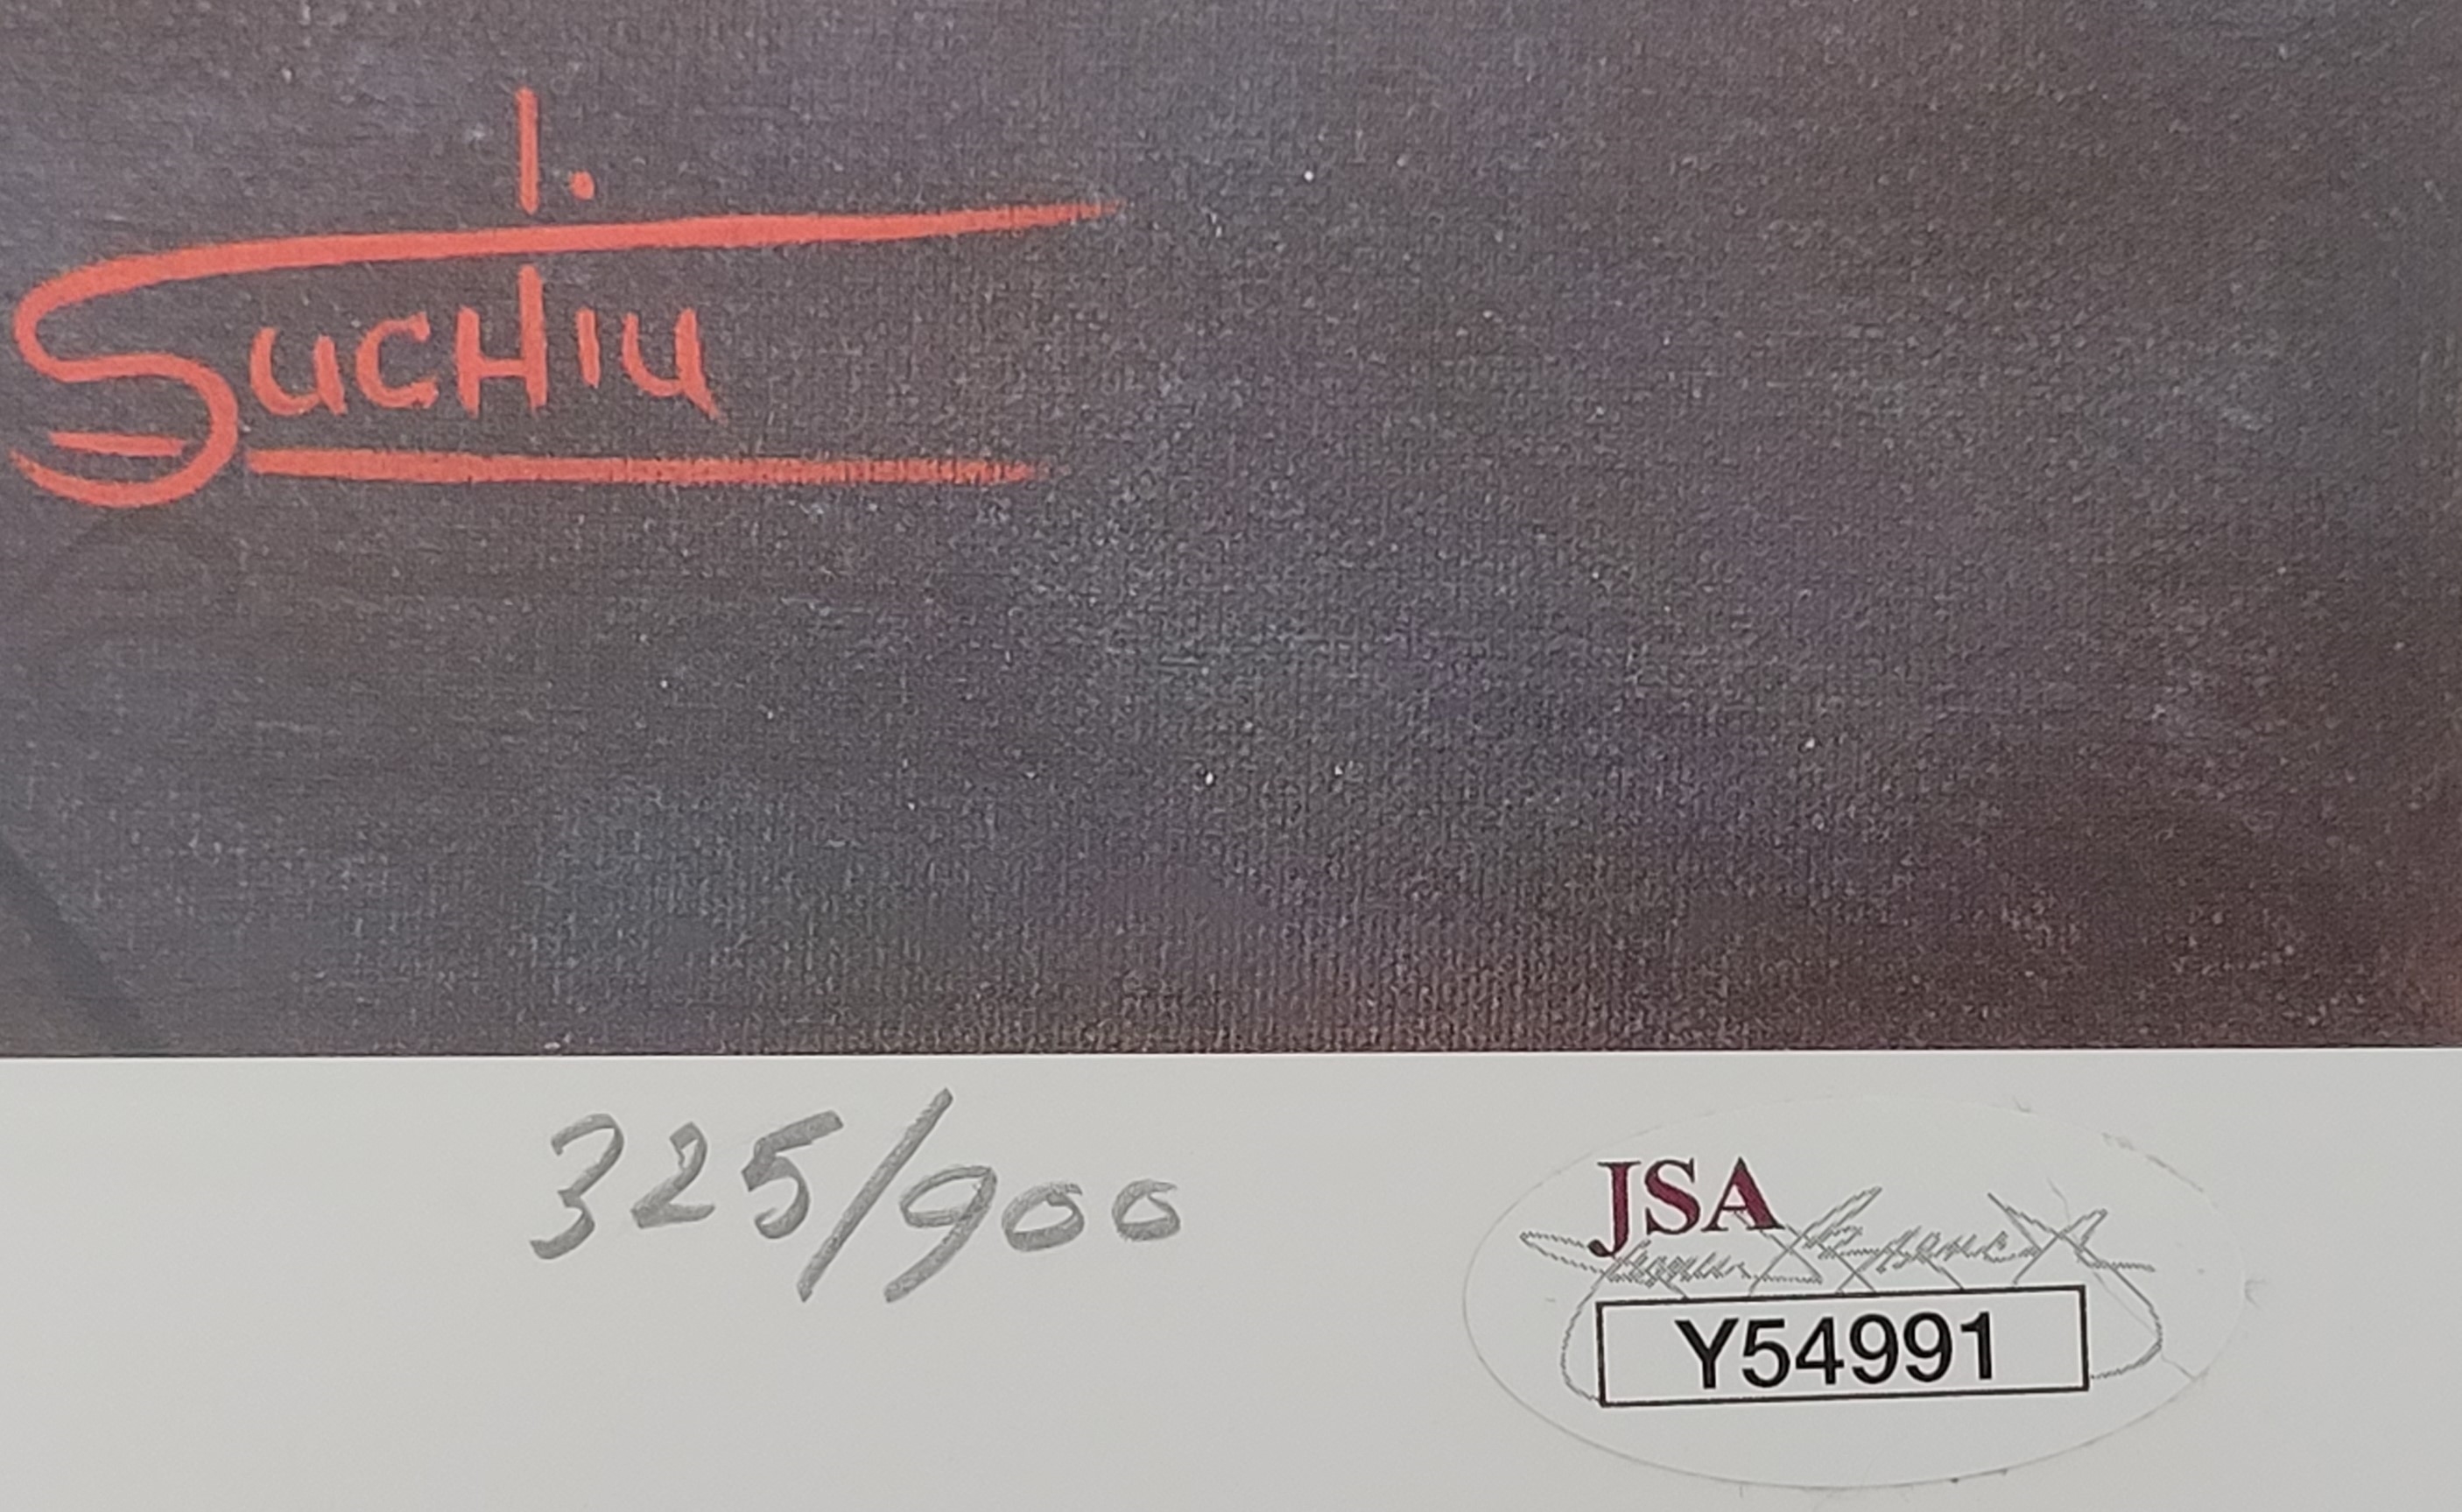 I.
SUCHIU
325/900
JSA
Y54991